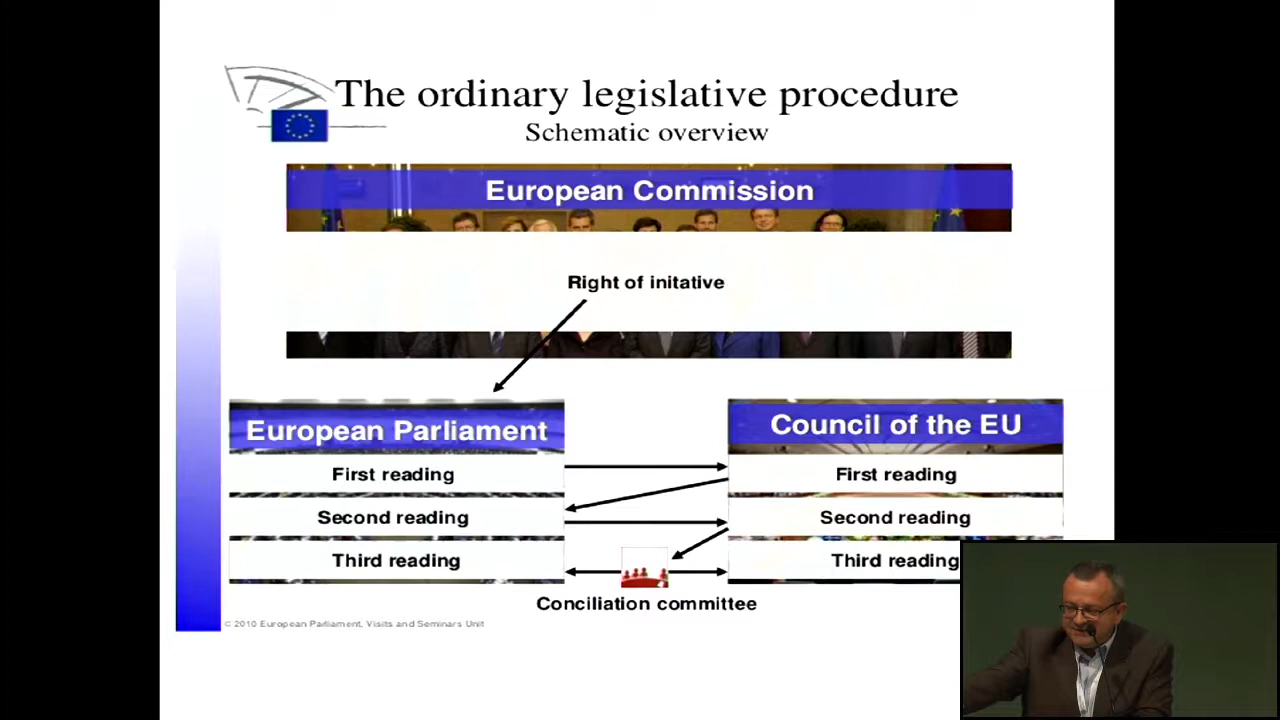 The ordinary legislative procedure
Schematic overview
European Commission
Right of initative
European Parliament
Council of the EU
First reading
First reading
Second reading
Second reading
Third reading
Third reading
Conciliation committee
© 2010 European Parliament, Visits and Seminars Unit